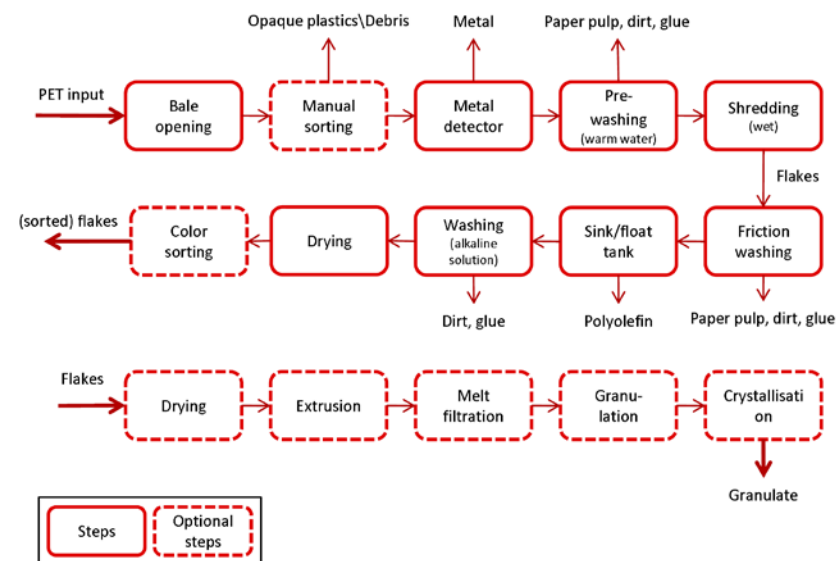 Opaque plastics\Debris
Metal
Paper pulp, dirt, glue
PET input
Bale
opening
Manual
sorting
Metal
detector
Pre-
washing
(warm water)
Shredding
(wet)
Flakes
(sorted) flakes
Color
sorting
Drying
Washing
(alkaline
solution)
Sink/float
tank
Friction
washing
Dirt, glue
Polyolefin
Paper pulp, dirt, glue
Flakes
Drying
Extrusion
Melt
filtration
Granu-
lation
Crystallisati
on
Granulate
Steps
Optional
steps